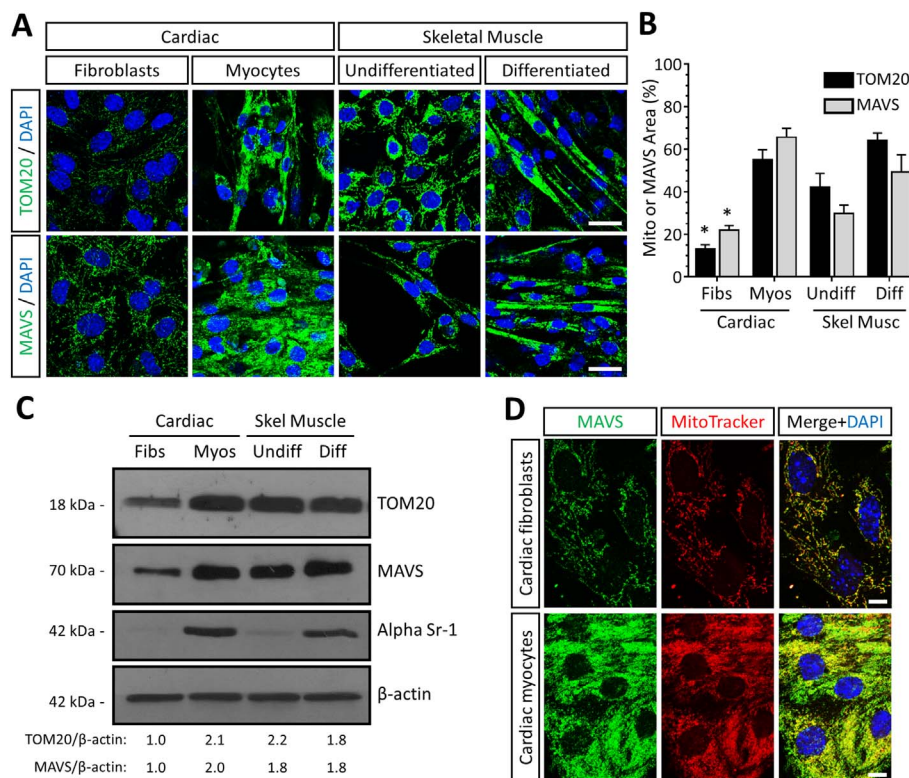 A
Cardiac
Skeletal Muscle
Fibroblasts
Myocytes
Undifferentiated
Differentiated
TOM20 / DAPI
MAVS / DAPI
B
Mito or MAVS Area (%)
100
80
60
40
20
0
TOM20
MAVS
*
*
Fibs
Myos
Undiff
Diff
Cardiac
Skel Musc
C
Cardiac
Skel Muscle
Fibs
Myos
Undiff
Diff
18 kDa -
TOM20
70 kDa -
MAVS
42 kDa -
Alpha Sr-1
42 kDa -
β-actin
TOM20/β-actin: 1.0 2.1 2.2 1.8
MAVS/β-actin: 1.0 2.0 1.8 1.8
D
MAVS
MitoTracker
Merge+DAPI
Cardiac fibroblasts
Cardiac myocytes